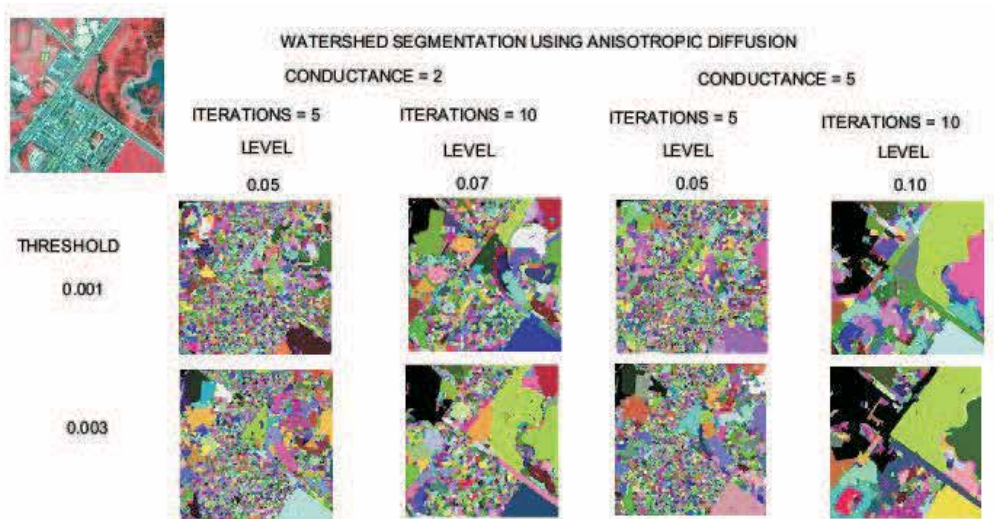 WATERSHED SEGMENTATION USING ANISOTROPIC DIFFUSION
CONDUCTANCE = 2
CONDUCTANCE = 5
ITERATIONS = 5
ITERATIONS = 10
ITERATIONS = 5
ITERATIONS = 10
LEVEL
LEVEL
LEVEL
LEVEL
0.05
0.07
0.05
0.10
THRESHOLD
0.001
0.003